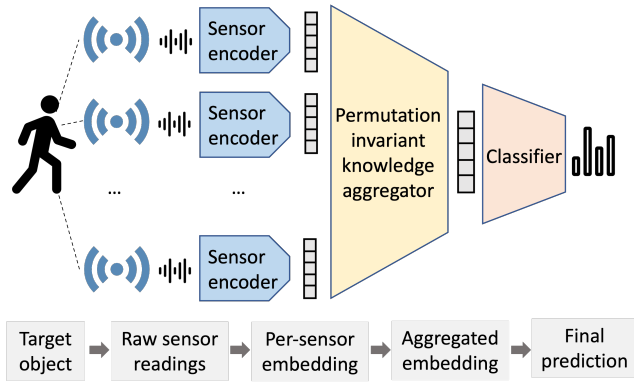 Sensor
encoder
Sensor
encoder
...
...
Sensor
encoder
Permutation
invariant
knowledge
aggregator
Classifier
Target
object
Raw sensor
readings
Per-sensor
embedding
Aggregated
embedding
Final
prediction